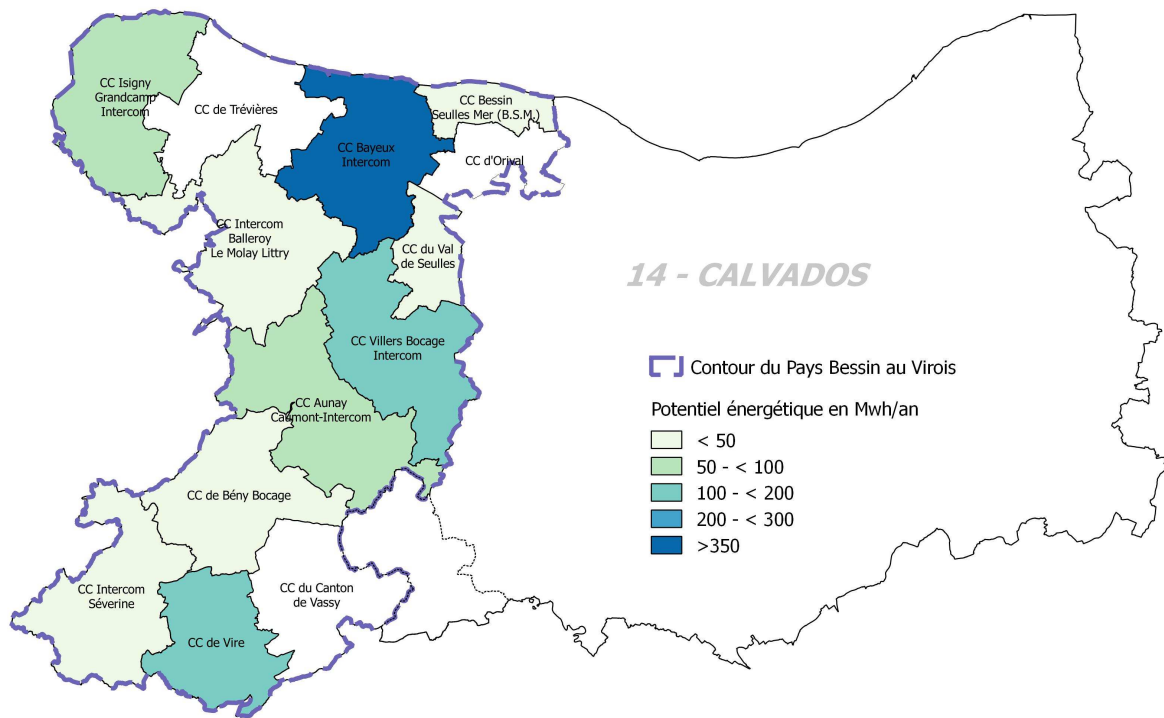 CC Isigny
Grandcamp
Intercom
CC de Trévières
CC Bessin
Seulles Mer (B.S.M.)
CC Bayeux
Intercom
CC d'Orival
CC Intercom
Balleroy
Le Molay Littry
CC du Val
de Seulles
14 - CALVADOS
CC Villers Bocage
Intercom
Contour du Pays Bessin au Virois
CC Aunay
Caumont-Intercom
Potentiel énergétique en Mwh/an
< 50
50 - < 100
100 - < 200
200 - < 300
>350
CC de Bény Bocage
CC Intercom
Séverine
CC du Canton
de Vassy
CC de Vire